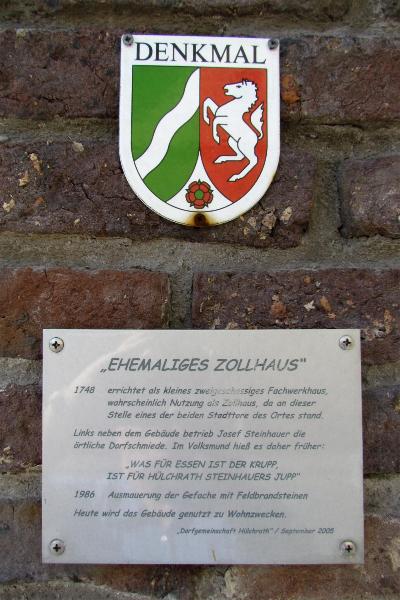 DENKMAL
„EHEMALIGES ZOLLHAUS"
1748 errichtet als kleines zweigeschossiges Fachwerkhaus,
wahrscheinlich Nutzung als Zollhaus, da an dieser
Stelle eines der beiden Stadttore des Ortes stand.
Links neben dem Gebäude betrieb Josef Steinhauer die
örtliche Dorfschmiede. Im Volksmund hieß es daher früher:
„WAS FÜR ESSEN IST DER KRUPP,
IST FÜR HÜLCHRATH STEINHAUERS JUPP"
1986 Ausmauerung der Gefache mit Feldbrandsteinen
Heute wird das Gebäude genutzt zu Wohnzwecken.
„Dorfgemeinschaft Hülchrath" / September 2005